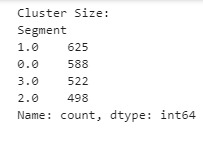 Cluster Size:
Segment
1.0    625
0.0    588
3.0    522
2.0    498
Name: count, dtype: int64